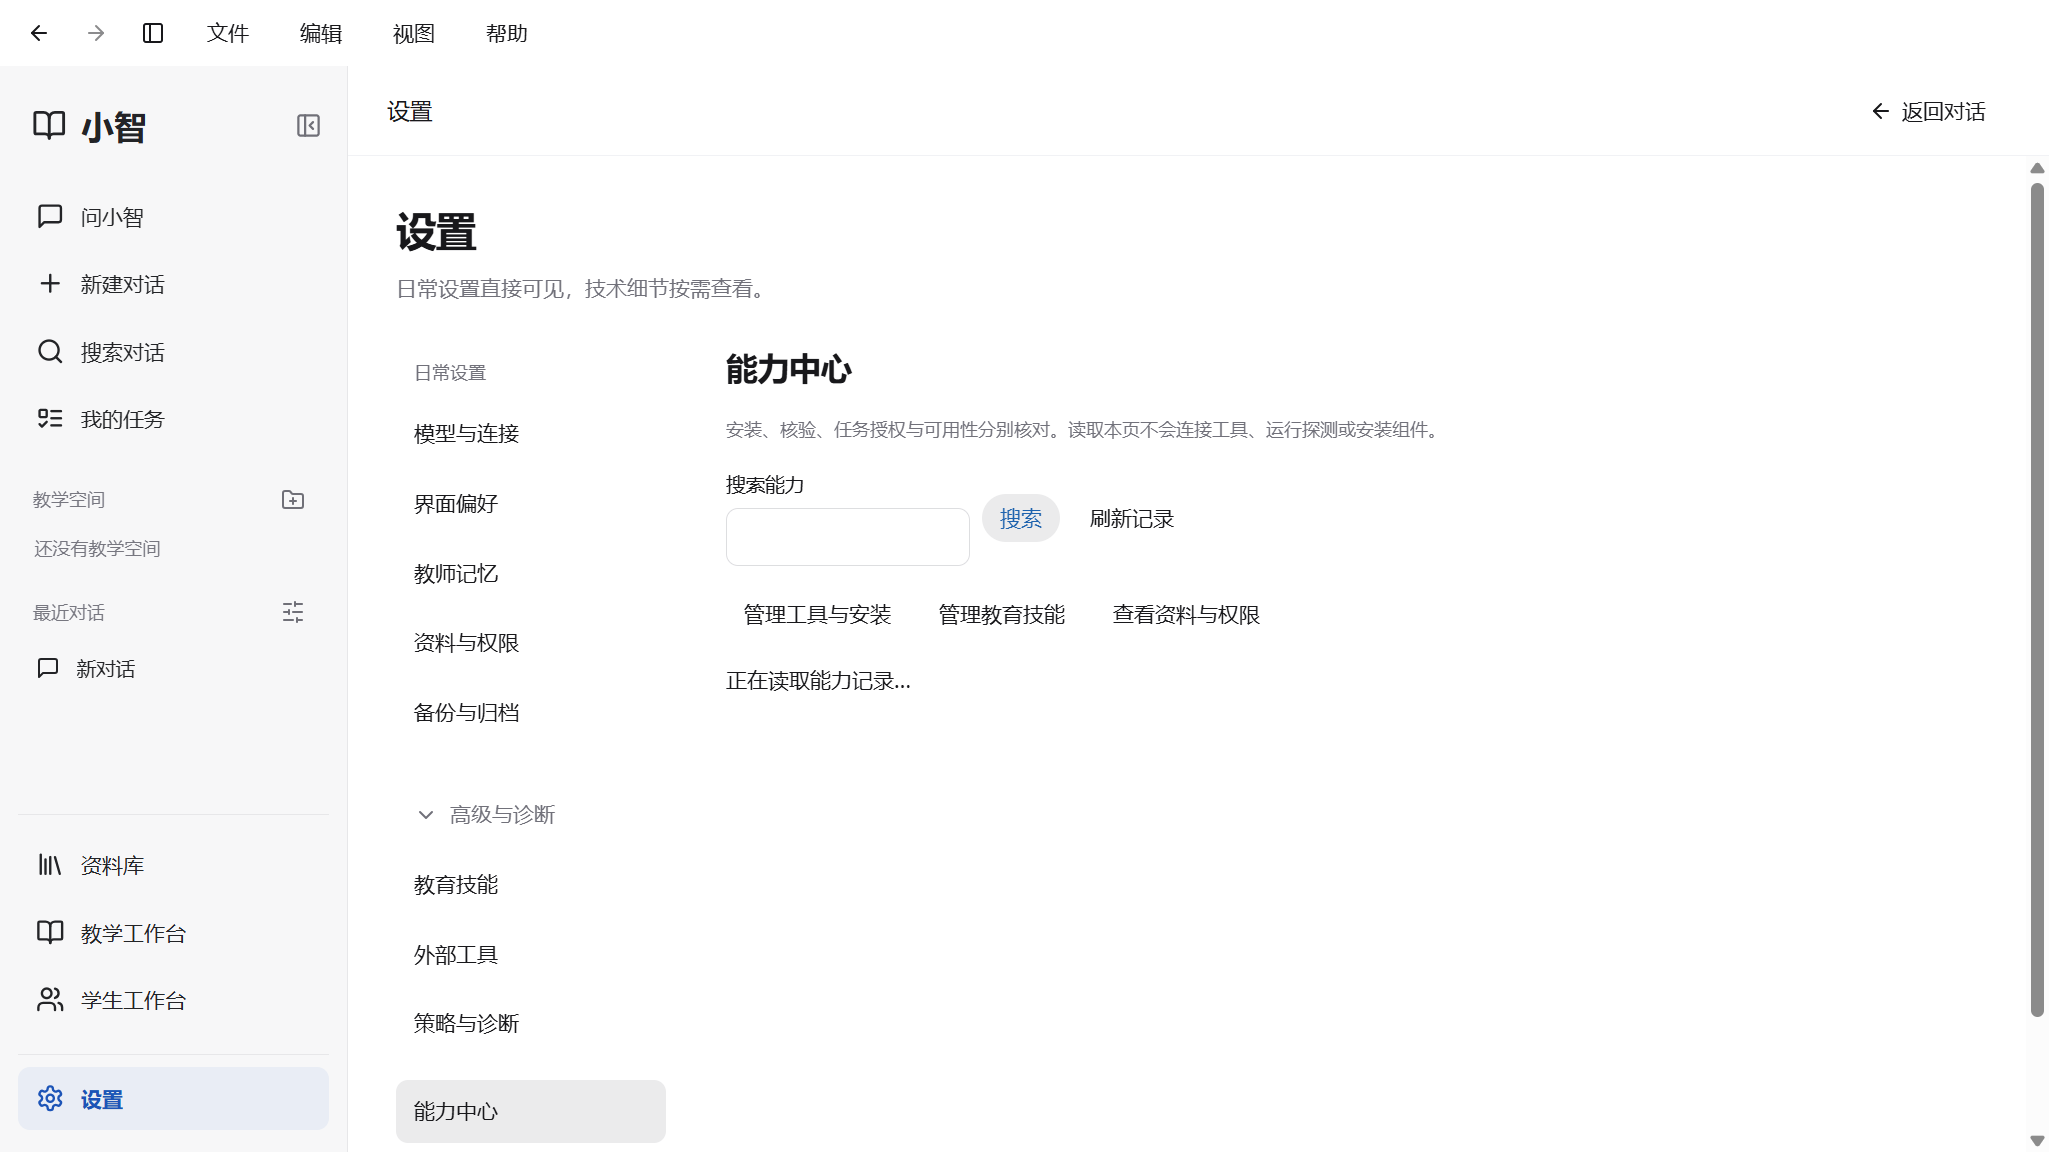 文件 编辑 视图 帮助
小智
问小智
新建对话
搜索对话
我的任务
教学空间
还没有教学空间
最近对话
新对话
资料库
教学工作台
学生工作台
设置
设置
返回对话
设置
日常设置直接可见，技术细节按需查看。
日常设置
模型与连接
界面偏好
教师记忆
资料与权限
备份与归档
高级与诊断
教育技能
外部工具
策略与诊断
能力中心
能力中心
安装、核验、任务授权与可用性分别核对。读取本页不会连接工具、运行探测或安装组件。
搜索能力
搜索 刷新记录
管理工具与安装 管理教育技能 查看资料与权限
正在读取能力记录...